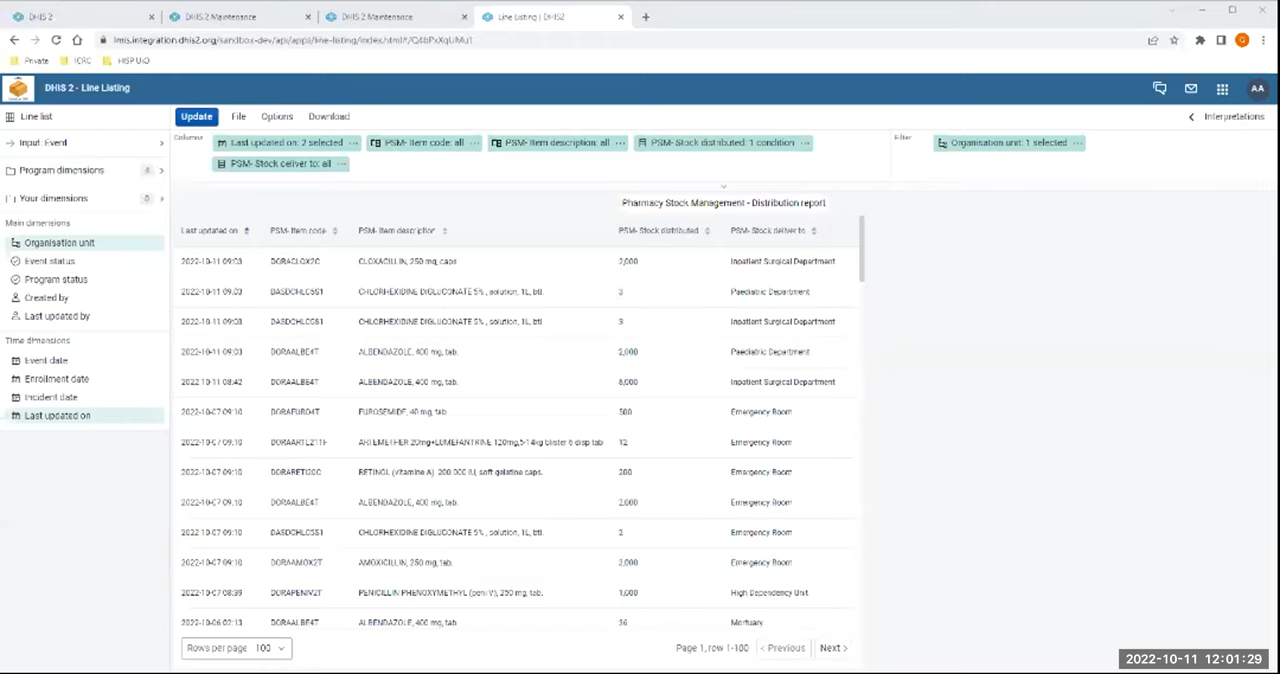 DHIS 2
DHIS 2 Maintenance
DHIS 2 Maintenance
Line Listing | DHIS2
lmis.integration.dhis2.org/sandbox-dev/api/apps/line-listing/index.html#/Q46PxXqUMu1
Private
ICRC
HISP UiO
DHIS 2 - Line Listing
AA
Line list
Update File Options Download
Interpretations
Input: Event
Columns
Last updated on: 2 selected
PSM- Item code: all
PSM- Item description: all
PSM- Stock distributed: 1 condition
PSM- Stock deliver to: all
Filter
Organisation unit: 1 selected
Program dimensions 4
Your dimensions 0
Main dimensions
Organisation unit
Event status
Program status
Created by
Last updated by
Time dimensions
Event date
Enrollment date
Incident date
Last updated on
Pharmacy Stock Management - Distribution report
Last updated on PSM- Item code PSM- Item description PSM- Stock distributed PSM- Stock deliver to
2022-10-11 09:03 DORACLOX2C CLOXACILLIN, 250 mg, caps 2,000 Inpatient Surgical Department
2022-10-11 09:03 DASDCHLC5S1 CHLORHEXIDINE DIGLUCONATE 5%, solution, 1L, btl. 3 Paediatric Department
2022-10-11 09:03 DASDCHLC5S1 CHLORHEXIDINE DIGLUCONATE 5%, solution, 1L, btl. 3 Inpatient Surgical Department
2022-10-11 09:03 DORAALBE4T ALBENDAZOLE, 400 mg, tab. 2,000 Paediatric Department
2022-10-11 08:42 DORAALBE4T ALBENDAZOLE, 400 mg, tab. 8,000 Inpatient Surgical Department
2022-10-07 09:10 DORAFURO4T FUROSEMIDE, 40 mg, tab 500 Emergency Room
2022-10-07 09:10 DORAARTL211F ARTEMETHER 20mg+LUMEFANTRINE 120mg,5-14kg blister 6 disp tab 12 Emergency Room
2022-10-07 09:10 DORARETI20C RETINOL (vitamine A) 200.000 IU, soft gelatine caps. 200 Emergency Room
2022-10-07 09:10 DORAALBE4T ALBENDAZOLE, 400 mg, tab. 2,000 Emergency Room
2022-10-07 09:10 DASDCHLC5S1 CHLORHEXIDINE DIGLUCONATE 5%, solution, 1L, btl. 2 Emergency Room
2022-10-07 09:10 DORAAMOX2T AMOXICILLIN, 250 mg, tab. 3,000 Emergency Room
2022-10-07 08:39 DORAPENIV2T PENICILLIN PHENOXYMETHYL (peni V), 250 mg, tab. 1,000 High Dependency Unit
2022-10-06 02:13 DORAALBE4T ALBENDAZOLE, 400 mg, tab 36 Mortuary
Rows per page 100
Page 1, row 1-100
Previous
Next
2022-10-11 12:01:29